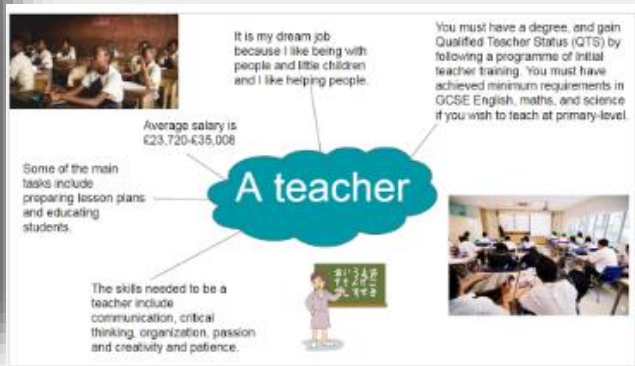 It is my dream job
because I like being with
people and little children
and I like helping people.
You must have a degree, and gain
Qualified Teacher Status (QTS) by
following a programme of initial
teacher training. You must have
achieved minimum requirements in
GCSE English, maths, and science
if you wish to teach at primary-level.
Average salary is
£23,720-£35,008
Some of the main
tasks include
preparing lesson plans
and educating
students.
A teacher
The skills needed to be a
teacher include
communication, critical
thinking, organization, passion
and creativity and patience.